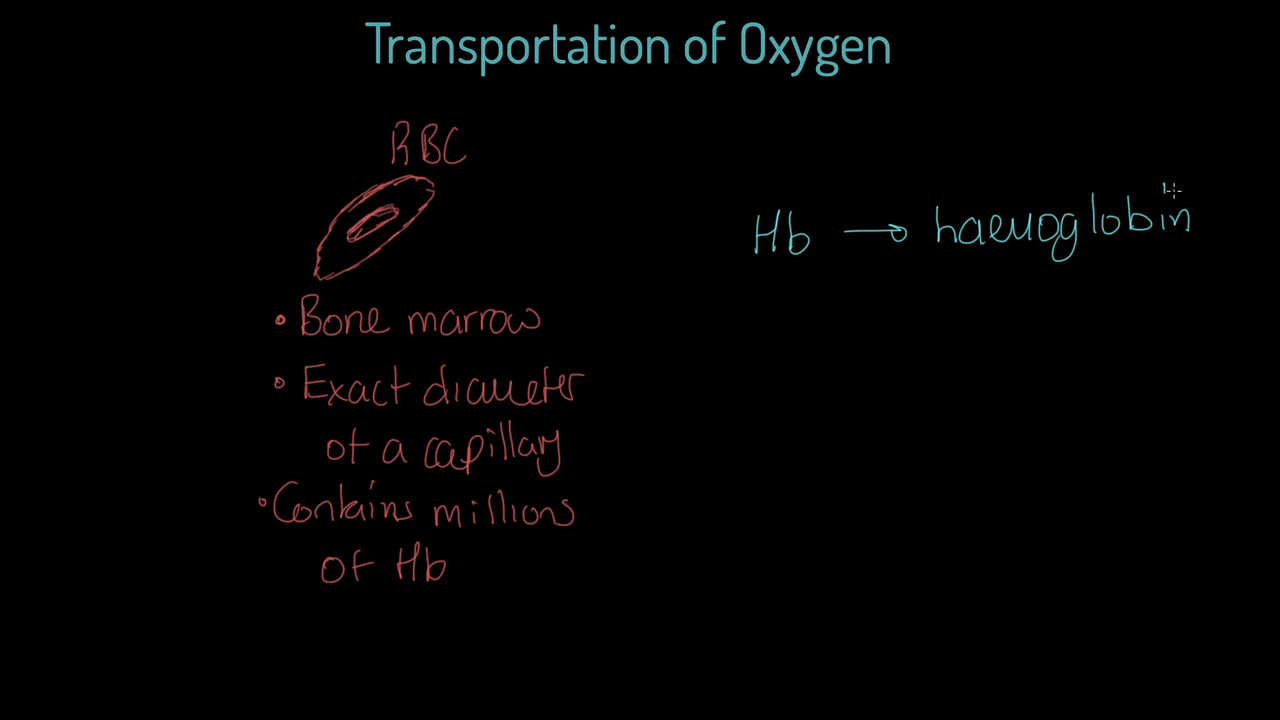 Transportation of Oxygen
RBC
• Bone marrow
• Exact diameter
of a capillary
• Contains millions
of Hb
Hb → haemoglobin